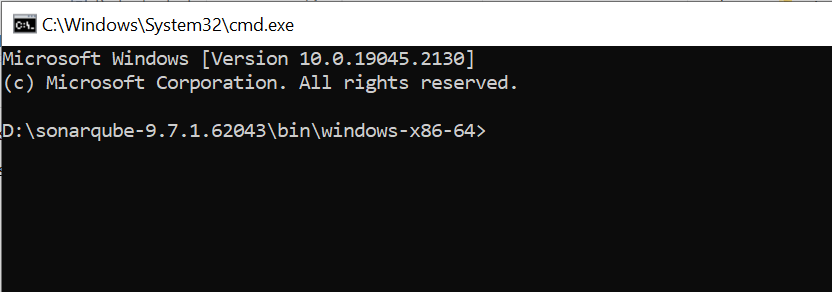 C:\Windows\System32\cmd.exe
Microsoft Windows [Version 10.0.19045.2130]
(c) Microsoft Corporation. All rights reserved.
D:\sonarqube-9.7.1.62043\bin\windows-x86-64>